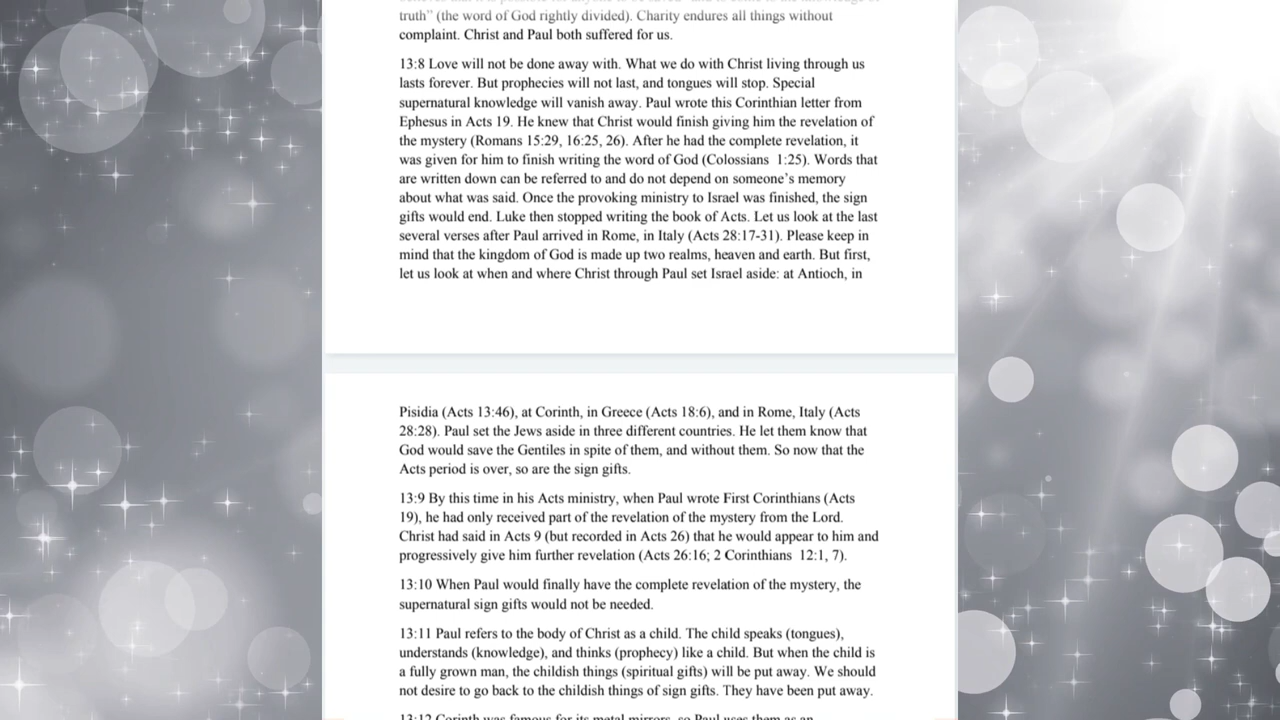 truth” (the word of God rightly divided). Charity endures all things without
complaint. Christ and Paul both suffered for us.
13:8 Love will not be done away with. What we do with Christ living through us
lasts forever. But prophecies will not last, and tongues will stop. Special
supernatural knowledge will vanish away. Paul wrote this Corinthian letter from
Ephesus in Acts 19. He knew that Christ would finish giving him the revelation of
the mystery (Romans 15:29, 16:25, 26). After he had the complete revelation, it
was given for him to finish writing the word of God (Colossians  1:25). Words that
are written down can be referred to and do not depend on someone’s memory
about what was said. Once the provoking ministry to Israel was finished, the sign
gifts would end. Luke then stopped writing the book of Acts. Let us look at the last
several verses after Paul arrived in Rome, in Italy (Acts 28:17-31). Please keep in
mind that the kingdom of God is made up two realms, heaven and earth. But first,
let us look at when and where Christ through Paul set Israel aside: at Antioch, in
Pisidia (Acts 13:46), at Corinth, in Greece (Acts 18:6), and in Rome, Italy (Acts
28:28). Paul set the Jews aside in three different countries. He let them know that
God would save the Gentiles in spite of them, and without them. So now that the
Acts period is over, so are the sign gifts.
13:9 By this time in his Acts ministry, when Paul wrote First Corinthians (Acts
19), he had only received part of the revelation of the mystery from the Lord.
Christ had said in Acts 9 (but recorded in Acts 26) that he would appear to him and
progressively give him further revelation (Acts 26:16; 2 Corinthians  12:1, 7).
13:10 When Paul would finally have the complete revelation of the mystery, the
supernatural sign gifts would not be needed.
13:11 Paul refers to the body of Christ as a child. The child speaks (tongues),
understands (knowledge), and thinks (prophecy) like a child. But when the child is
a fully grown man, the childish things (spiritual gifts) will be put away. We should
not desire to go back to the childish things of sign gifts. They have been put away.
13:12 Corinth was famous for its metal mirrors, so Paul uses them as an